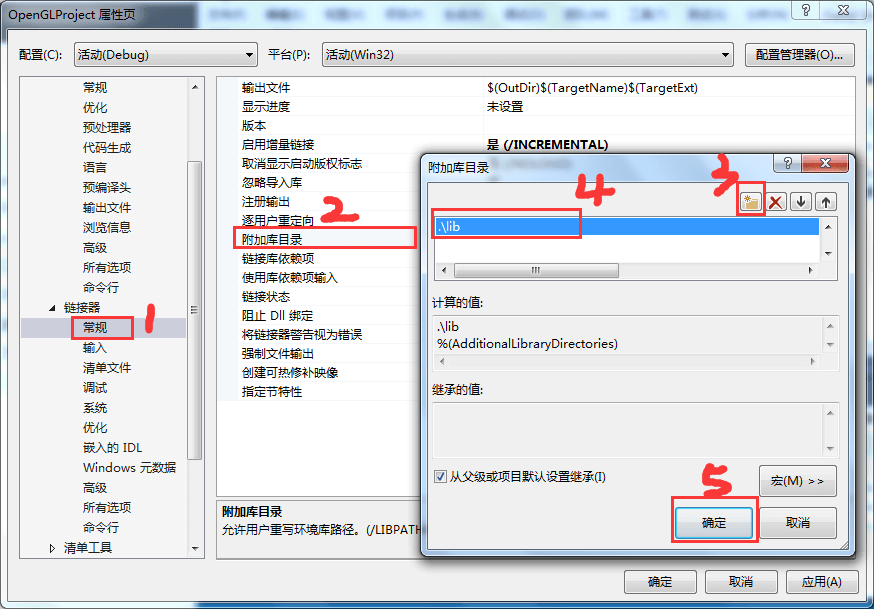 OpenGLProject 属性页
配置(C):
活动(Debug)
平台(P):
活动(Win32)
配置管理器(O)...
常规
优化
预处理器
代码生成
语言
预编译头
输出文件
浏览信息
高级
所有选项
命令行
链接器
常规
1
输入
清单文件
调试
系统
优化
嵌入的 IDL
Windows 元数据
高级
所有选项
命令行
清单工具
输出文件
$(OutDir)$(TargetName)$(TargetExt)
显示进度
未设置
版本
启用增量链接
是 (/INCREMENTAL)
取消显示启动版权标志
忽略导入库
注册输出
逐用户重定向
2
附加库目录
链接库依赖项
使用库依赖项输入
链接状态
阻止 Dll 绑定
将链接器警告视为错误
强制文件输出
创建可热修补映像
指定节特性
附加库目录
允许用户重写环境库路径。(/LIBPATH
附加库目录
3
4
.\lib
计算的值:
.\lib
%(AdditionalLibraryDirectories)
继承的值:
从父级或项目默认设置继承(I)
宏(M) >>
5
确定
取消
确定
取消
应用(A)